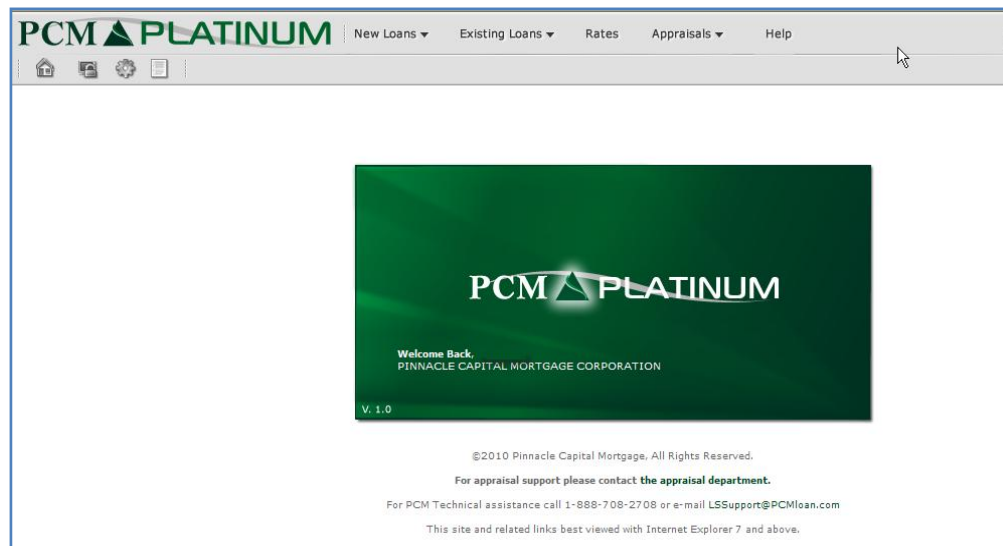 PCM PLATINUM New Loans Existing Loans Rates Appraisals Help
PCM PLATINUM
Welcome Back,
PINNACLE CAPITAL MORTGAGE CORPORATION
V. 1.0
©2010 Pinnacle Capital Mortgage, All Rights Reserved.
For appraisal support please contact the appraisal department.
For PCM Technical assistance call 1-888-708-2708 or e-mail LSSupport@PCMloan.com
This site and related links best viewed with Internet Explorer 7 and above.